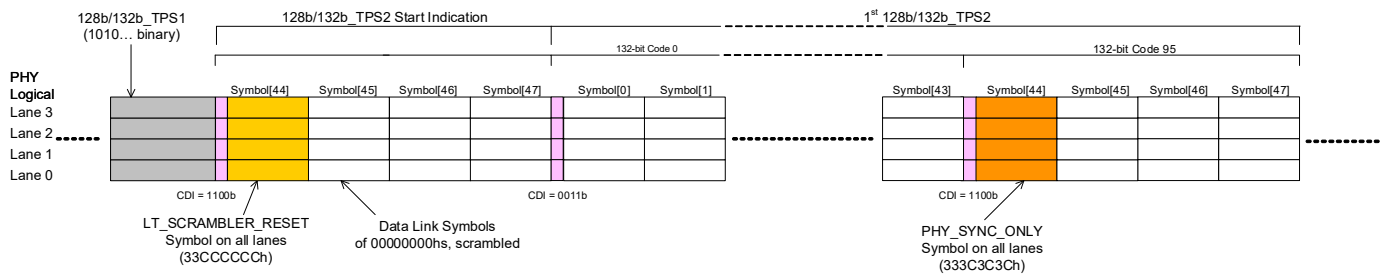 128b/132b_TPS1
(1010… binary)
128b/132b_TPS2 Start Indication
1st 128b/132b_TPS2
132-bit Code 0
132-bit Code 95
PHY
Logical
Symbol[44] Symbol[45] Symbol[46] Symbol[47] Symbol[0] Symbol[1] Symbol[43] Symbol[44] Symbol[45] Symbol[46] Symbol[47]
Lane 3
Lane 2
Lane 1
Lane 0
CDI = 1100b CDI = 0011b CDI = 1100b
LT_SCRAMBLER_RESET
Symbol on all lanes
(33CCCCCCh)
Data Link Symbols
of 00000000hs, scrambled
PHY_SYNC_ONLY
Symbol on all lanes
(333C3C3Ch)